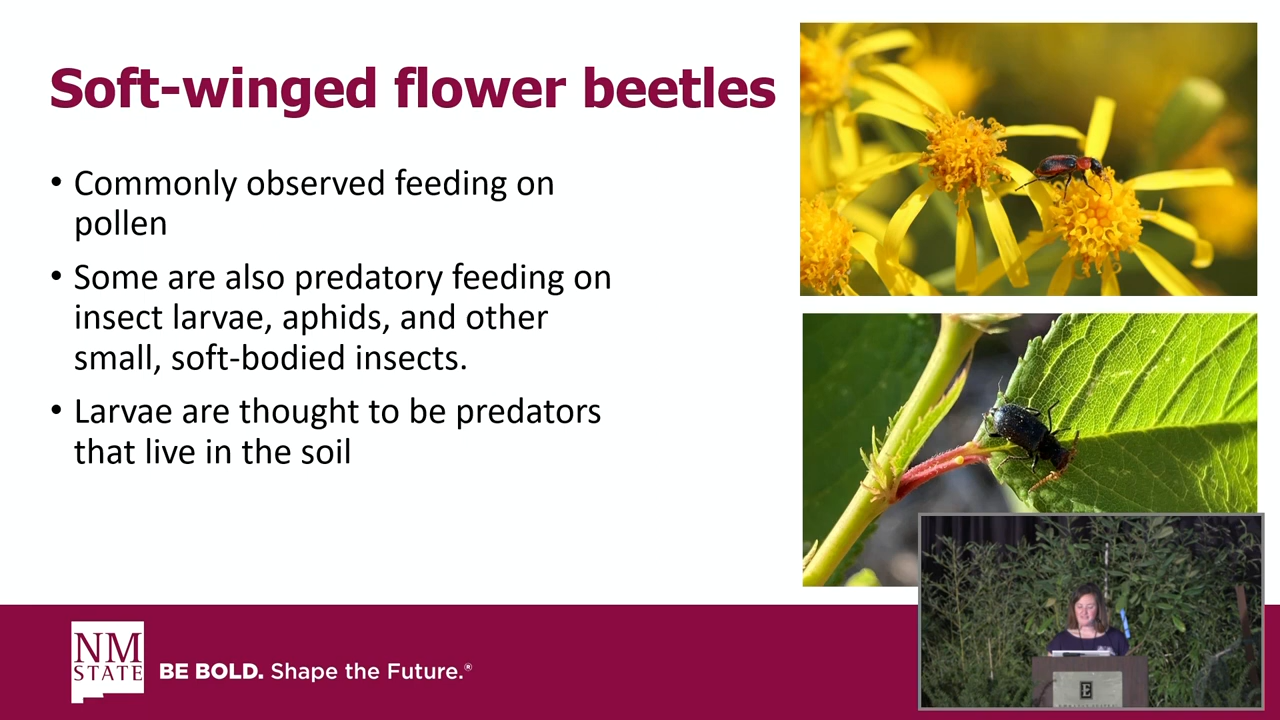 Soft-winged flower beetles
• Commonly observed feeding on
pollen
• Some are also predatory feeding on
insect larvae, aphids, and other
small, soft-bodied insects.
• Larvae are thought to be predators
that live in the soil
NM
STATE
BE BOLD. Shape the Future.®
E